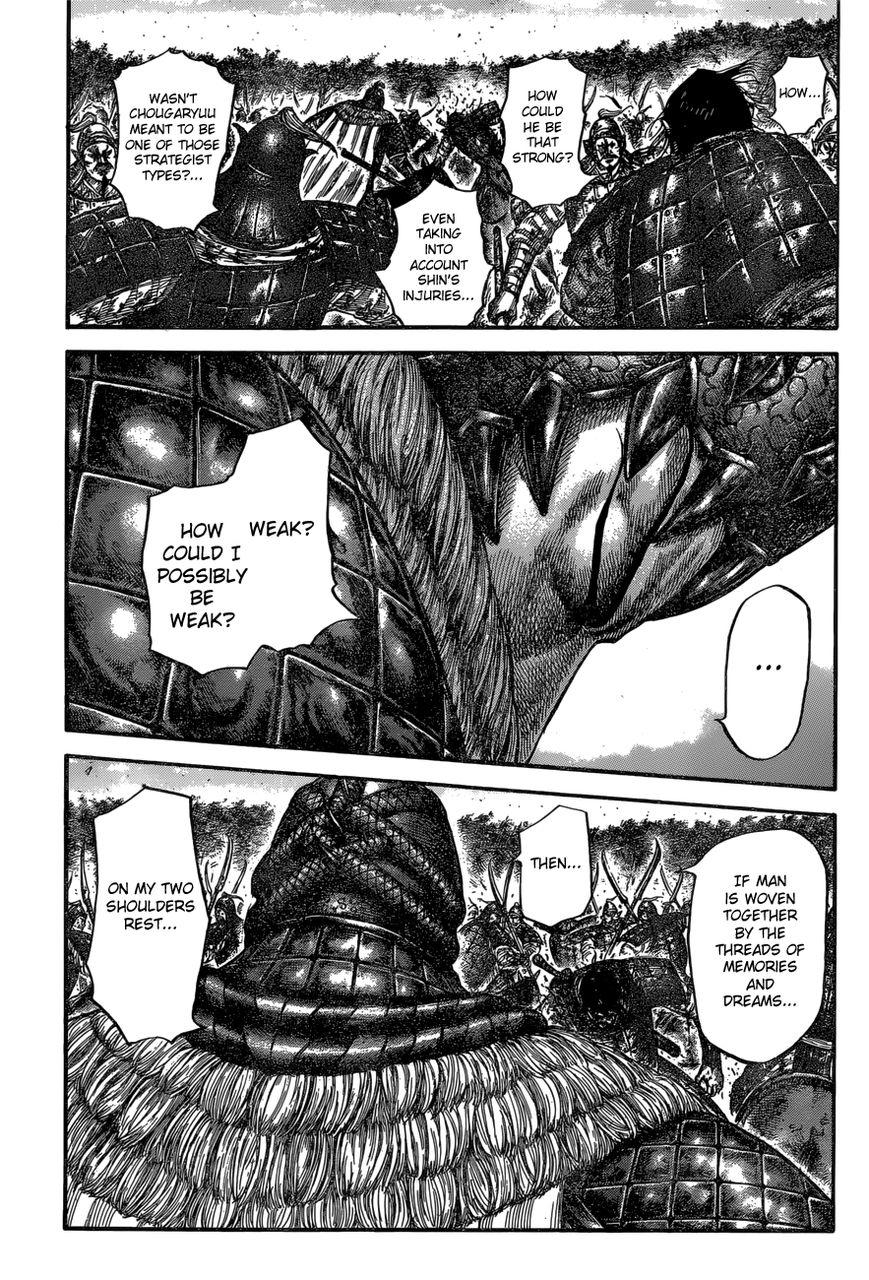 HOW...
HOW
COULD
HE BE
THAT
STRONG?
EVEN
TAKING
INTO
ACCOUNT
SHIN'S
INJURIES...
WASN'T
CHOUGARYUU
MEANT TO BE
ONE OF THOSE
STRATEGIST
TYPES?...
...
WEAK?
HOW
COULD I
POSSIBLY
BE
WEAK?
IF MAN
IS WOVEN
TOGETHER
BY THE
THREADS OF
MEMORIES
AND
DREAMS...
THEN...
ON MY TWO
SHOULDERS
REST...